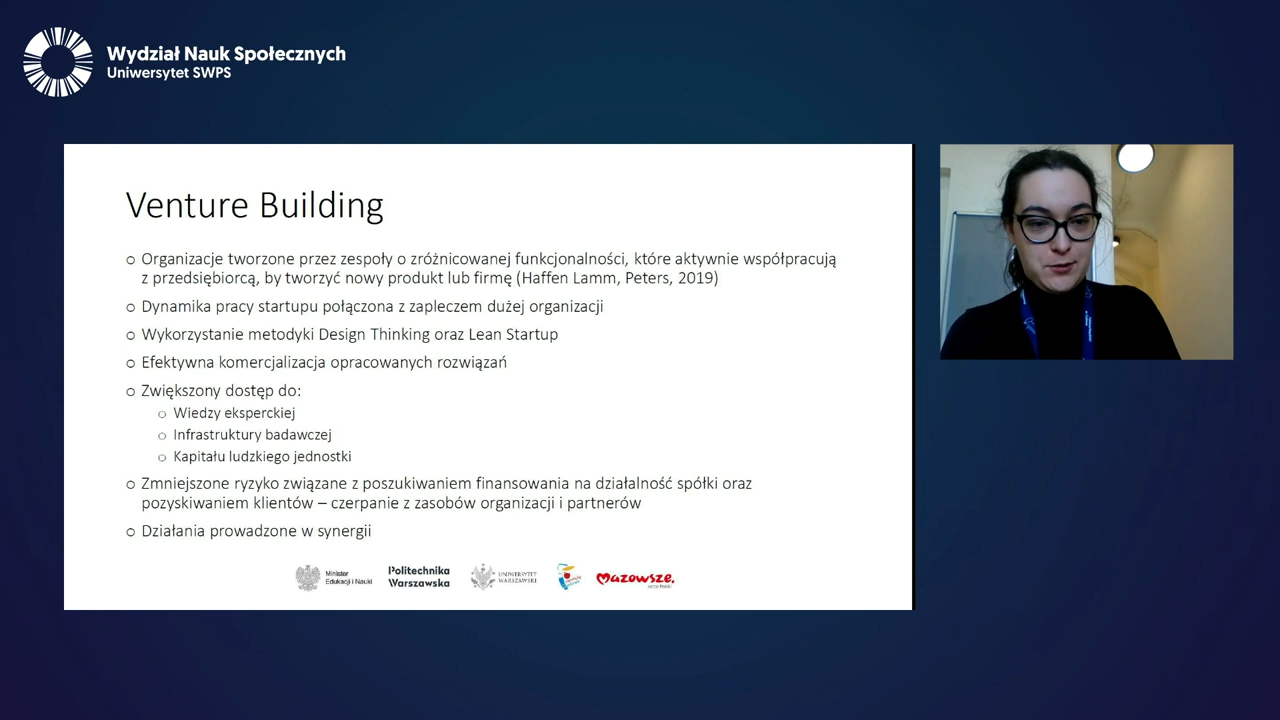 Wydział Nauk Społecznych
Uniwersytet SWPS
Venture Building
Organizacje tworzone przez zespoły o zróżnicowanej funkcjonalności, które aktywnie współpracują
z przedsiębiorcą, by tworzyć nowy produkt lub firmę (Haffen Lamm, Peters, 2019)
Dynamika pracy startupu połączona z zapleczem dużej organizacji
Wykorzystanie metodyki Design Thinking oraz Lean Startup
Efektywna komercjalizacja opracowanych rozwiązań
Zwiększony dostęp do:
Wiedzy eksperckiej
Infrastruktury badawczej
Kapitału ludzkiego jednostki
Zmniejszone ryzyko związane z poszukiwaniem finansowania na działalność spółki oraz
pozyskiwaniem klientów – czerpanie z zasobów organizacji i partnerów
Działania prowadzone w synergii
Minister
Edukacji i Nauki
Politechnika
Warszawska
UNIWERSYTET
WARSZAWSKI
Mazowsze.
serce Polski